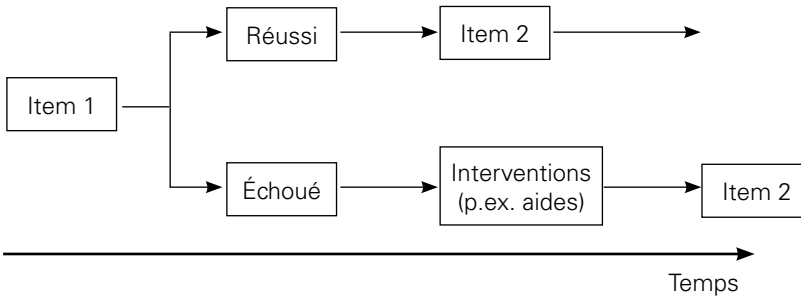 Réussi
Item 2
Item 1
Échoué
Interventions
(p.ex. aides)
Item 2
Temps